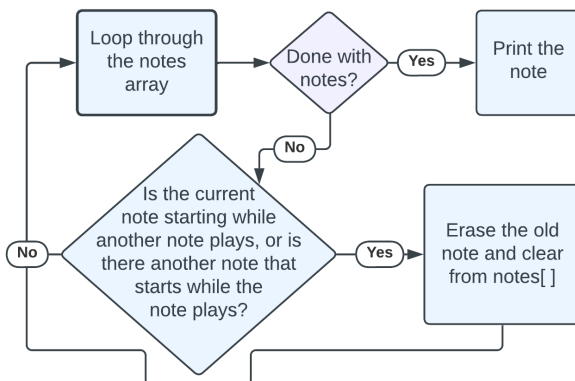 Loop through
the notes
array
Done with
notes?
Yes
Print the
note
No
Is the current
note starting while
another note plays, or is
there another note that
starts while the
note plays?
No
Yes
Erase the old
note and clear
from notes[ ]